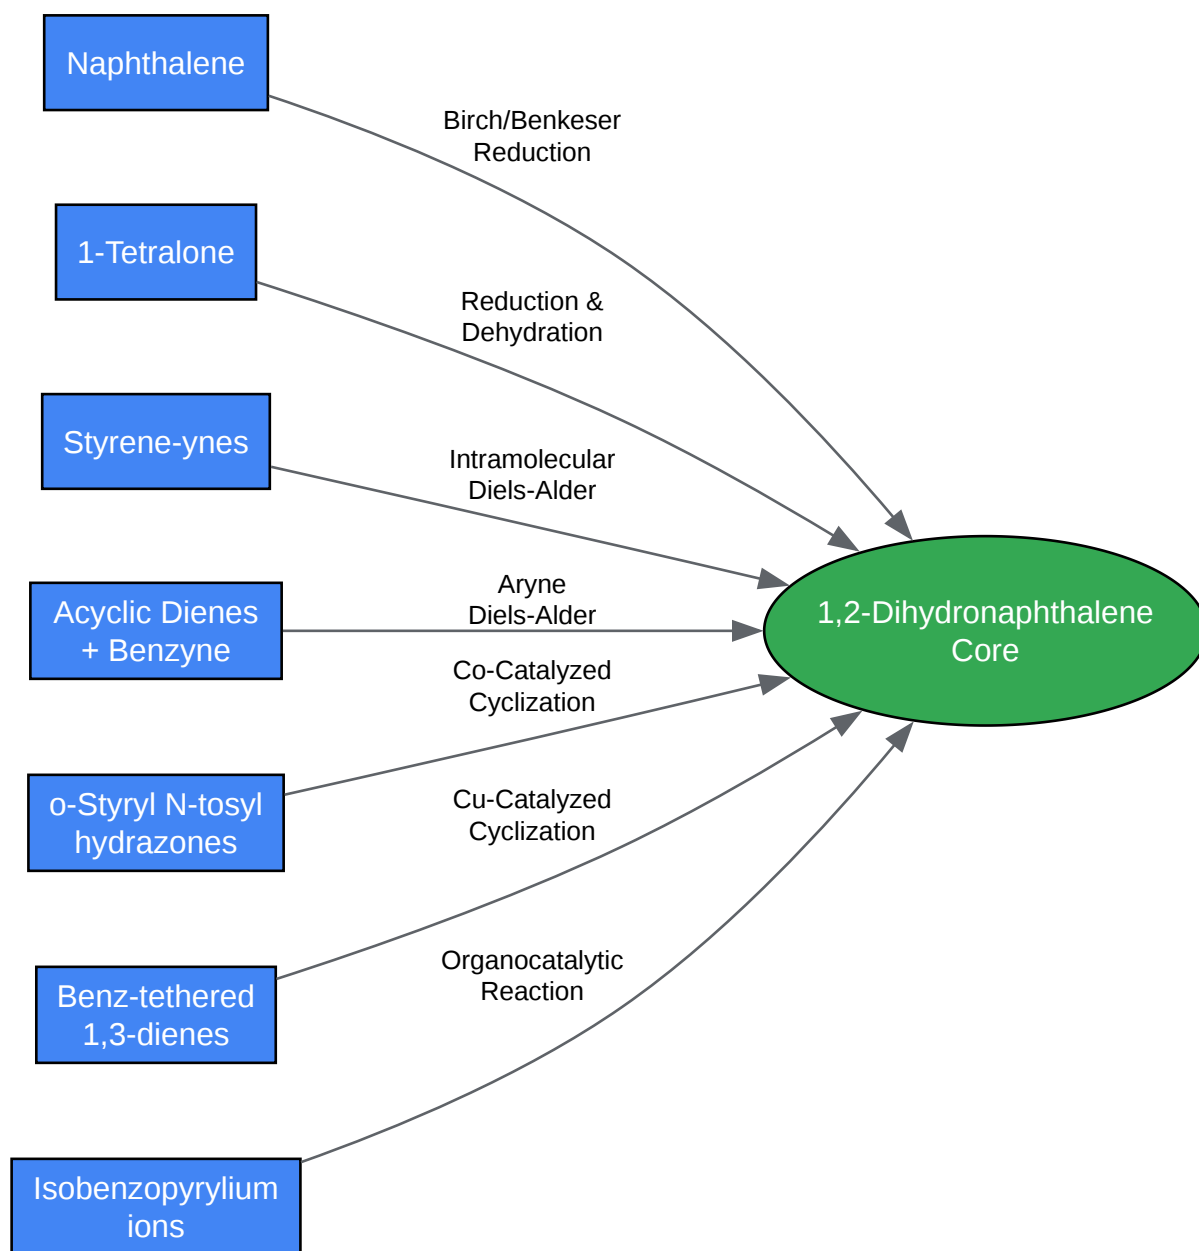 Naphthalene
Birch/Benkeser
Reduction
1-Tetralone
Reduction &
Dehydration
Styrene-ynes
Intramolecular
Diels-Alder
Acyclic Dienes
+ Benzyne
Aryne
Diels-Alder
1,2-Dihydronaphthalene
Core
Co-Catalyzed
Cyclization
o-Styryl N-tosyl
hydrazones
Cu-Catalyzed
Cyclization
Benz-tethered
1,3-dienes
Organocatalytic
Reaction
Isobenzopyrylium
ions